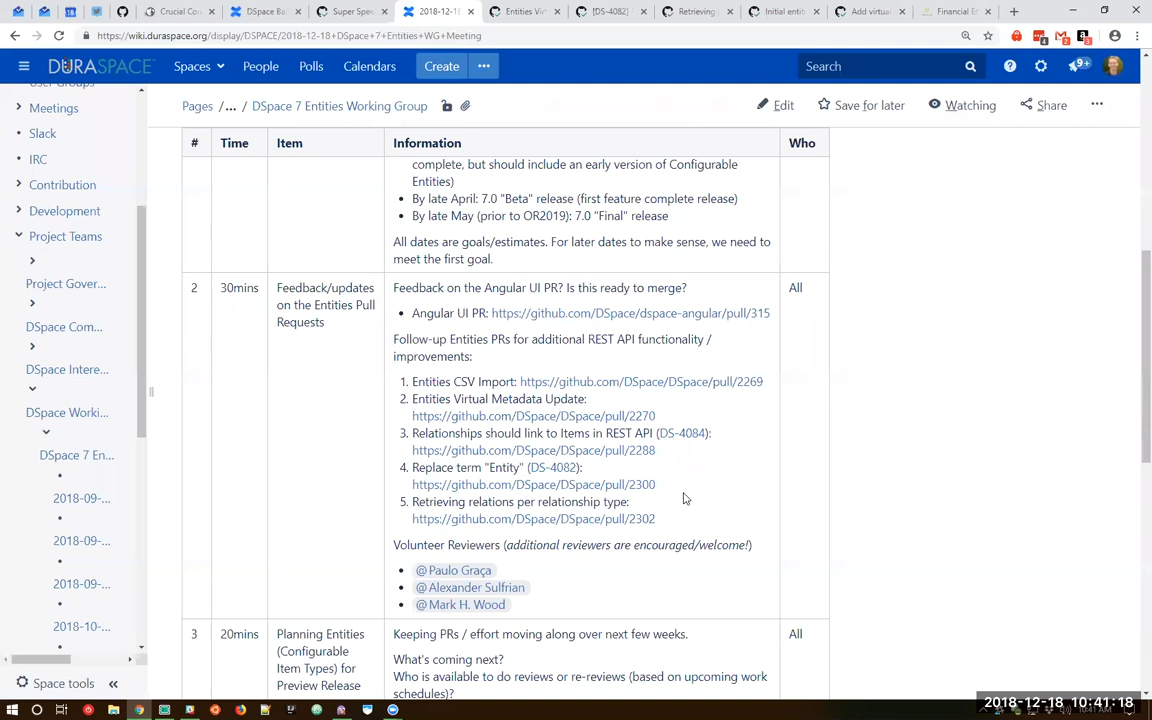 Crucial Con
DSpace Ba
Super Spe
2018-12-18
Entities Vir
[DS-4082]
Retrieving
Initial entit
Add virtua
Financial E
https://wiki.duraspace.org/display/DSPACE/2018-12-18+DSpace+7+Entities+WG+Meeting
DURASPACE
Spaces
People
Polls
Calendars
Create
Search
9+
User Groups
Meetings
Slack
IRC
Contribution
Development
Project Teams
Project Gover...
DSpace Com...
DSpace Intere...
DSpace Worki...
DSpace 7 En...
2018-09-...
2018-09-...
2018-09-...
2018-10-...
Space tools
Pages /... / DSpace 7 Entities Working Group
Edit
Save for later
Watching
Share
# Time Item Information Who
complete, but should include an early version of Configurable
Entities)
• By late April: 7.0 "Beta" release (first feature complete release)
• By late May (prior to OR2019): 7.0 "Final" release
All dates are goals/estimates. For later dates to make sense, we need to
meet the first goal.
2
30mins
Feedback/updates
on the Entities Pull
Requests
Feedback on the Angular UI PR? Is this ready to merge?
• Angular UI PR: https://github.com/DSpace/dspace-angular/pull/315
Follow-up Entities PRs for additional REST API functionality /
improvements:
1. Entities CSV Import: https://github.com/DSpace/DSpace/pull/2269
2. Entities Virtual Metadata Update:
https://github.com/DSpace/DSpace/pull/2270
3. Relationships should link to Items in REST API (DS-4084):
https://github.com/DSpace/DSpace/pull/2288
4. Replace term "Entity" (DS-4082):
https://github.com/DSpace/DSpace/pull/2300
5. Retrieving relations per relationship type:
https://github.com/DSpace/DSpace/pull/2302
Volunteer Reviewers (additional reviewers are encouraged/welcome!)
• @Paulo Graça
• @Alexander Sulfrian
• @Mark H. Wood
All
3
20mins
Planning Entities
(Configurable
Item Types) for
Preview Release
Keeping PRs / effort moving along over next few weeks.
What's coming next?
Who is available to do reviews or re-reviews (based on upcoming work
schedules)?
All
2018-12-18 10:41:18